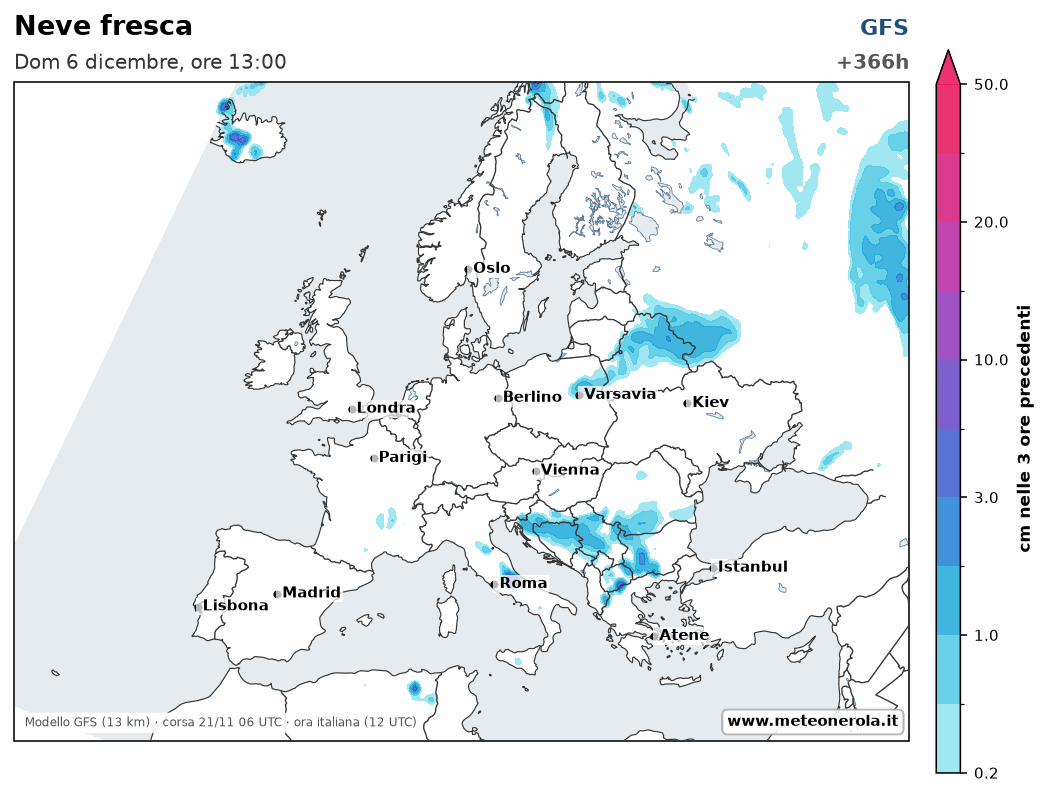 Neve fresca
GFS
Dom 6 dicembre, ore 13:00
+366h
50.0
20.0
10.0
3.0
1.0
0.2
cm nelle 3 ore precedenti
Oslo
Berlino
Varsavia
Kiev
Londra
Parigi
Vienna
Istanbul
Roma
Madrid
Lisbona
Atene
Modello GFS (13 km) · corsa 21/11 06 UTC · ora italiana (12 UTC)
www.meteonerola.it